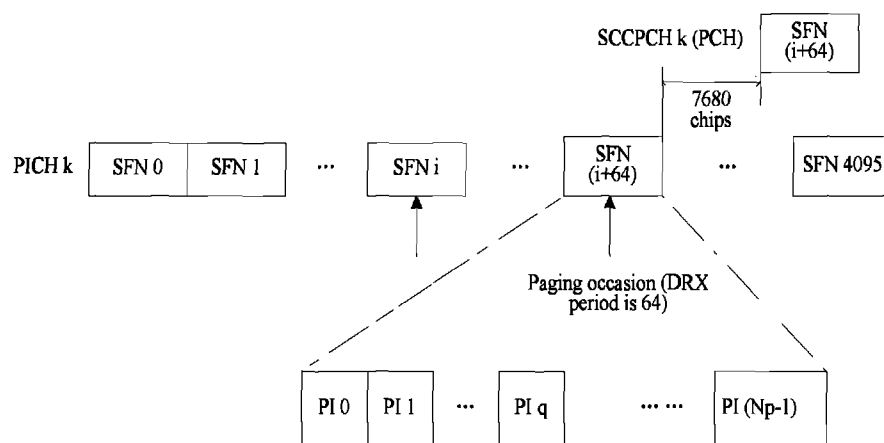 SCCPCH k (PCH)
SFN
(i+64)
7680
chips
PICH k
SFN 0
SFN 1
...
SFN i
...
SFN
(i+64)
...
SFN 4095
Paging occasion (DRX
period is 64)
PI 0
PI 1
...
PI q
... ...
PI (Np-1)